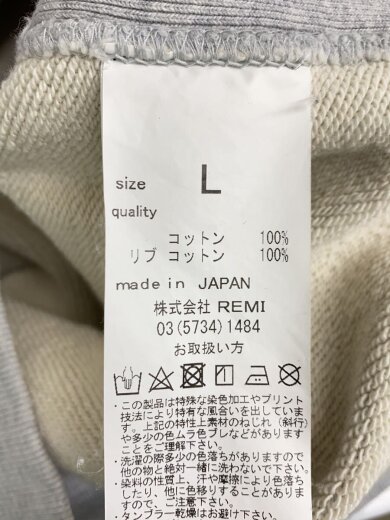 size L
quality
コットン 100%
リブ コットン 100%
made in JAPAN
株式会社 REMI
03(5734)1484
お取扱い方
・この製品は特殊な染色加工やプリント
技法により特有な風合いを出していま
す。上記の特性上素材のねじれ(斜行)
や多少の色ムラ色ブレなどがあります
ことをご理解下さい。
・洗濯の際多少の色落ちがありますので
他の物と絶対一緒に洗わないで下さい。
・染料の性質上、汗や摩擦により色落ち
したり、他に色移りすることがあります
のでご注意下さい。
・タンブラー乾燥はお避け下さい。